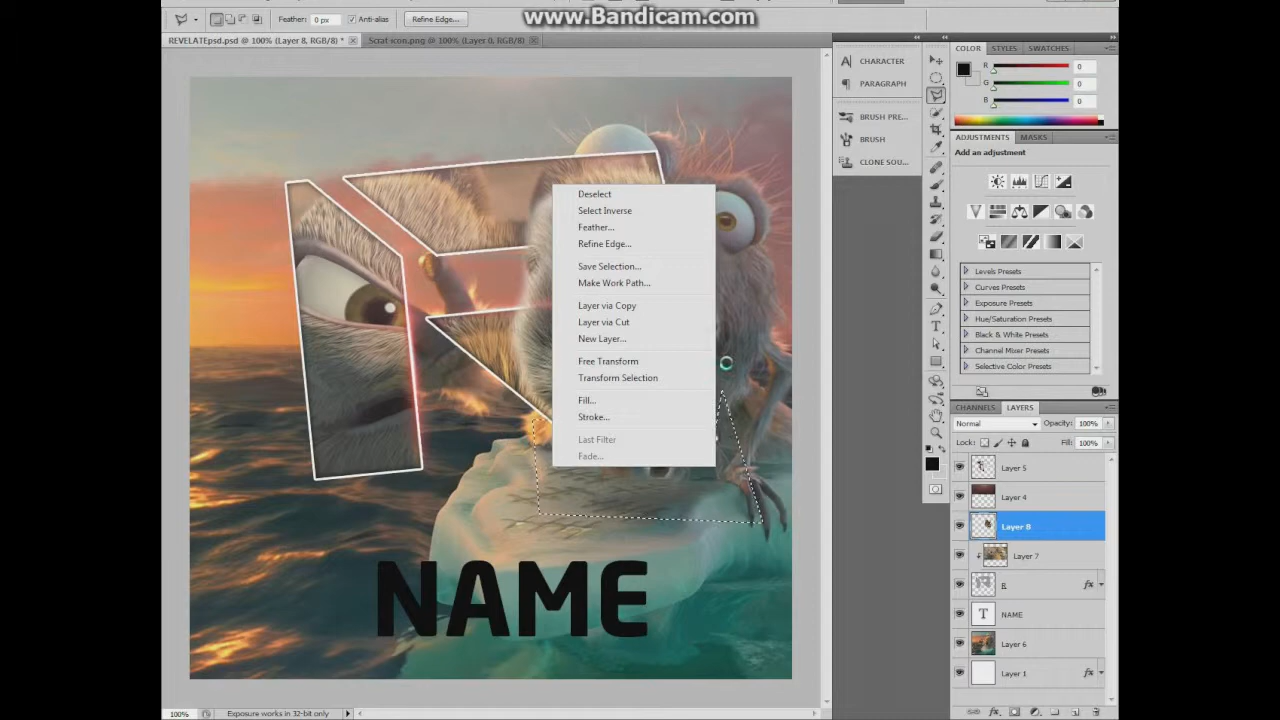 www.Bandicam.com
Feather: 0 px Anti-alias Refine Edge...
REVELATEpsd.psd @ 100% (Layer 8, RGB/8) * Scrat icon.png @ 100% (Layer 0, RGB/8)
CHARACTER
PARAGRAPH
BRUSH PRE...
BRUSH
CLONE SOU...
COLOR STYLES SWATCHES
R 0
G 0
B 0
ADJUSTMENTS MASKS
Add an adjustment
Levels Presets
Curves Presets
Exposure Presets
Hue/Saturation Presets
Black & White Presets
Channel Mixer Presets
Selective Color Presets
Deselect
Select Inverse
Feather...
Refine Edge...
Save Selection...
Make Work Path...
Layer via Copy
Layer via Cut
New Layer...
Free Transform
Transform Selection
Fill...
Stroke...
Last Filter
Fade...
CHANNELS LAYERS
Normal Opacity: 100%
Lock: Fill: 100%
Layer 5
Layer 4
Layer 8
Layer 7
R fx
T NAME
Layer 6
Layer 1 fx
NAME
100% Exposure works in 32-bit only